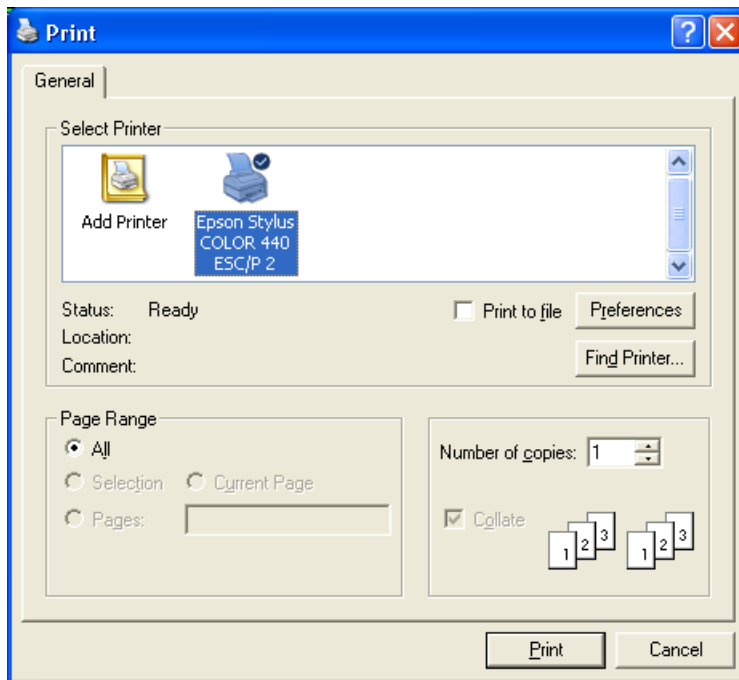 Print
General
Select Printer
Add Printer
Epson Stylus
COLOR 440
ESC/P 2
Status: Ready
Print to file
Preferences
Location:
Comment:
Find Printer...
Page Range
All
Selection
Current Page
Pages:
Number of copies: 1
Collate
1 2 3 1 2 3
Print
Cancel